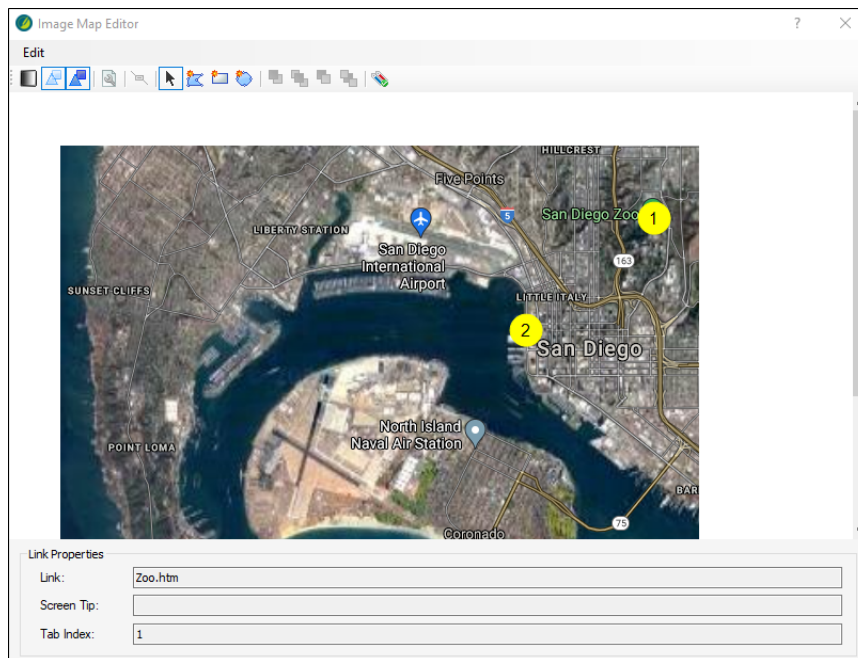 Image Map Editor
?
Edit
HILLCREST
Five Points
5
San Diego Zoo
1
LIBERTY STATION
San Diego
International
Airport
163
SUNSET CLIFFS
LITTLE ITALY
2
San Diego
North Island
Naval Air Station
POINT LOMA
BAR
75
Coronado
Link Properties
Link:
Zoo.htm
Screen Tip:
Tab Index:
1